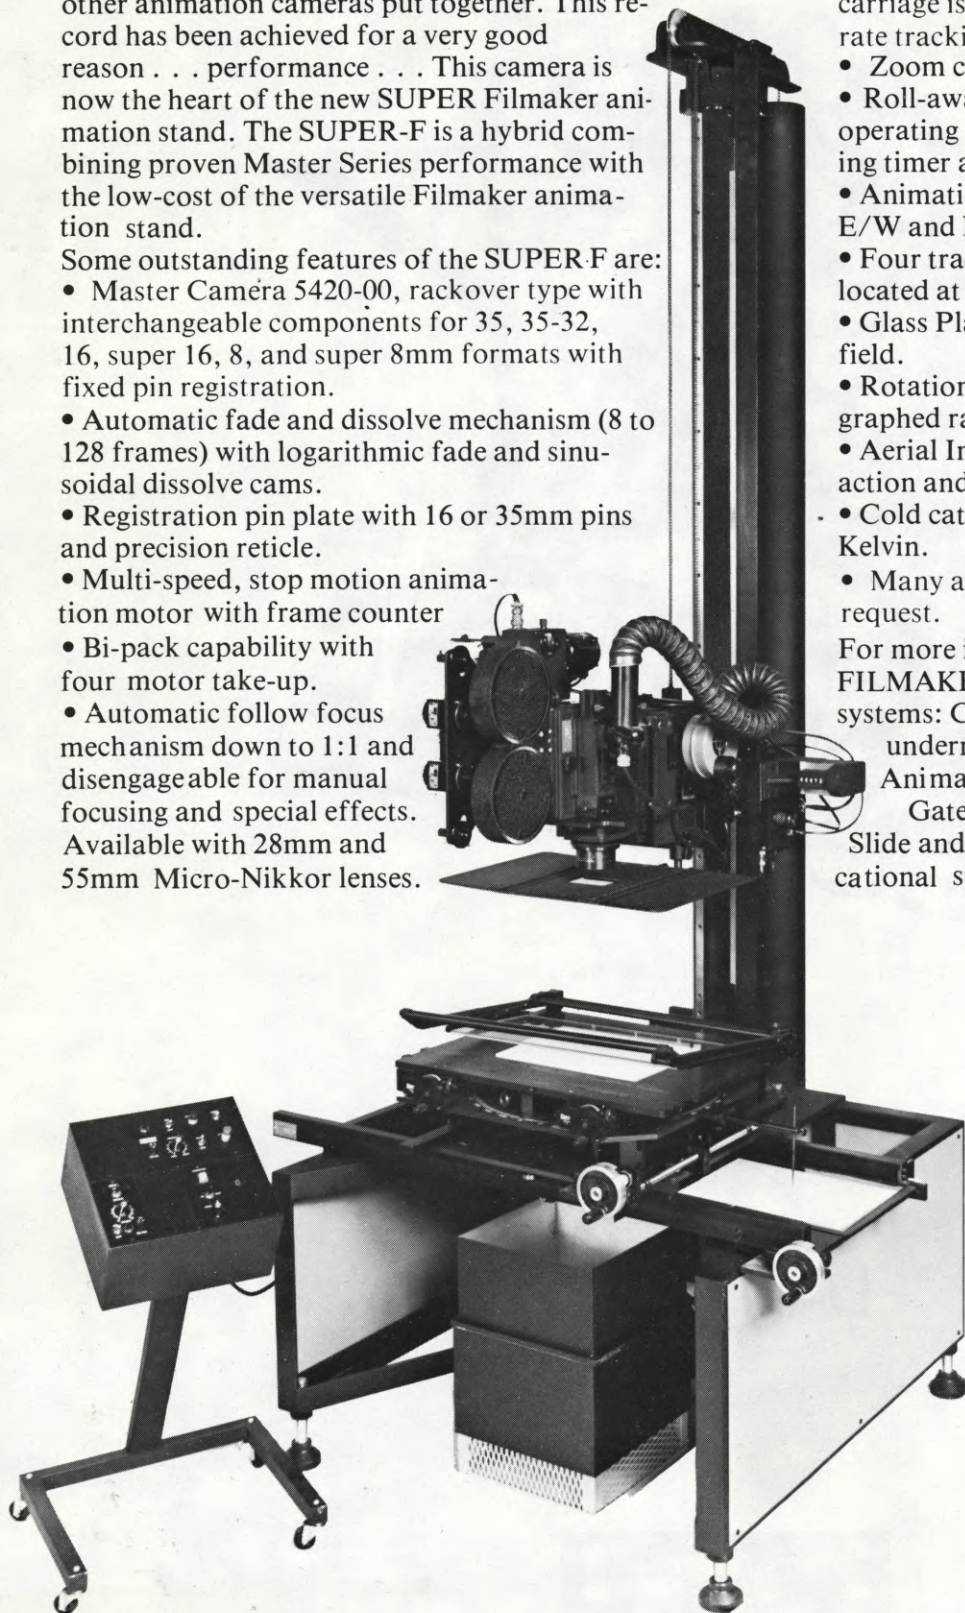 other animation cameras put together. This re-
cord has been achieved for a very good
reason . . . performance . . . This camera is
now the heart of the new SUPER Filmaker ani-
mation stand. The SUPER-F is a hybrid com-
bining proven Master Series performance with
the low-cost of the versatile Filmaker anima-
tion stand.
Some outstanding features of the SUPER-F are:
• Master Camera 5420-00, rackover type with
interchangeable components for 35, 35-32,
16, super 16, 8, and super 8mm formats with
fixed pin registration.
• Automatic fade and dissolve mechanism (8 to
128 frames) with logarithmic fade and sinu-
soidal dissolve cams.
• Registration pin plate with 16 or 35mm pins
and precision reticle.
• Multi-speed, stop motion anima-
tion motor with frame counter
• Bi-pack capability with
four motor take-up.
• Automatic follow focus
mechanism down to 1:1 and
disengageable for manual
focusing and special effects.
Available with 28mm and
55mm Micro-Nikkor lenses.
carriage is
rate tracki
• Zoom c
• Roll-awa
operating
ing timer a
• Animati
E/W and
• Four tra
located at
• Glass Pla
field.
• Rotation
graphed ra
• Aerial In
action and
• Cold cat
Kelvin.
• Many a
request.
For more i
FILMAKE
systems: C
underr
Anima
Gate
Slide and
cational s